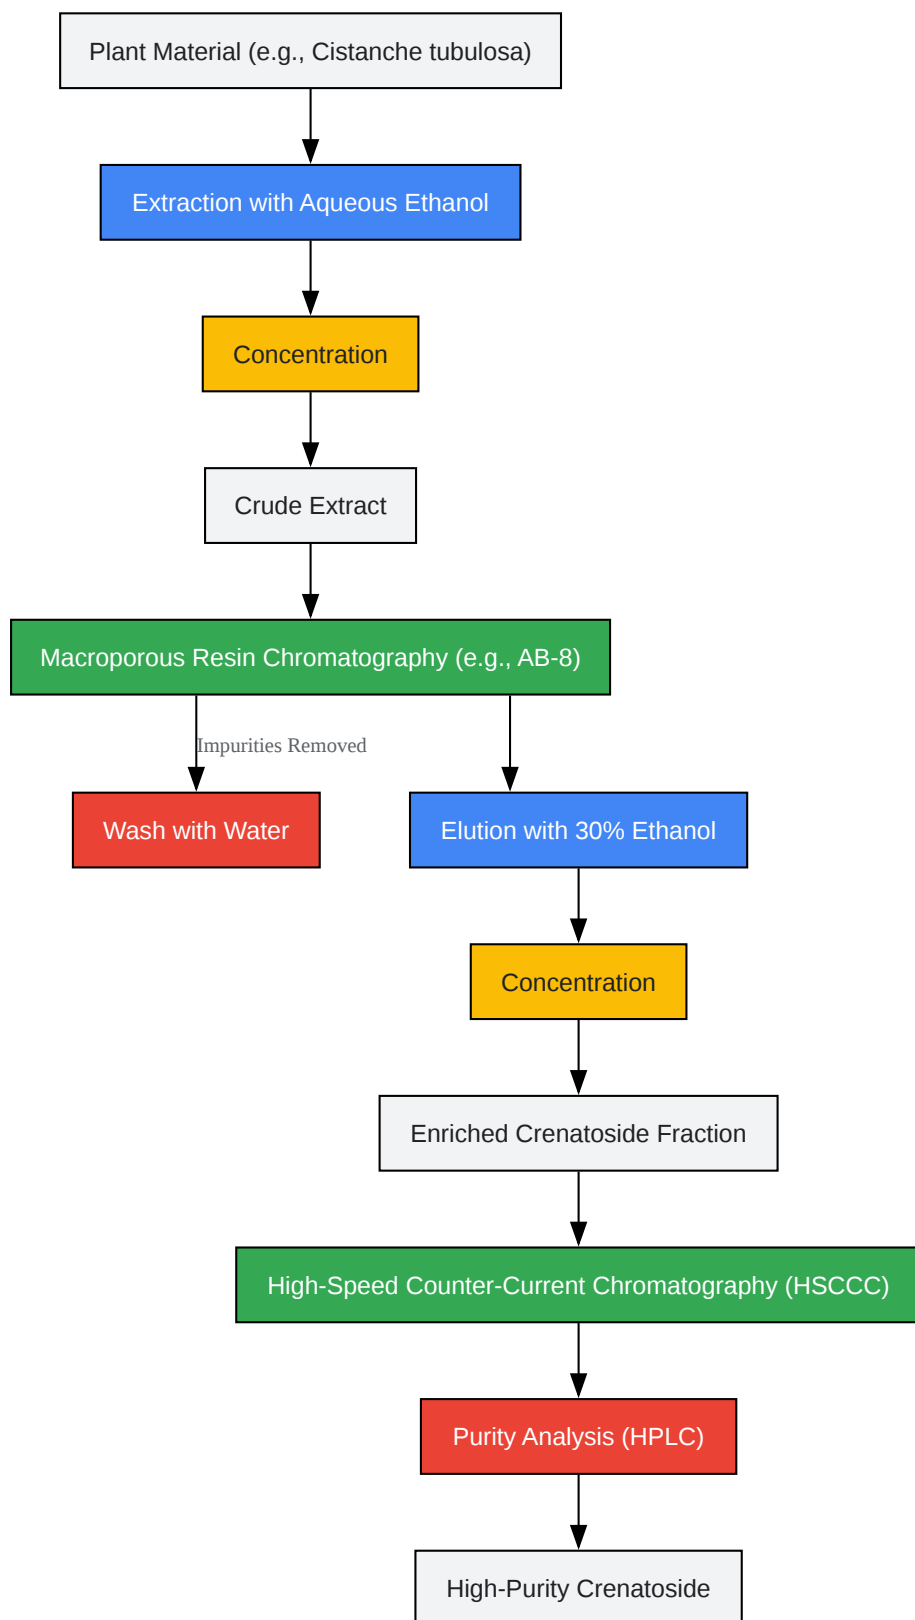 Plant Material (e.g., Cistanche tubulosa)
Extraction with Aqueous Ethanol
Concentration
Crude Extract
Macroporous Resin Chromatography (e.g., AB-8)
Impurities Removed
Wash with Water
Elution with 30% Ethanol
Concentration
Enriched Crenatoside Fraction
High-Speed Counter-Current Chromatography (HSCCC)
Purity Analysis (HPLC)
High-Purity Crenatoside